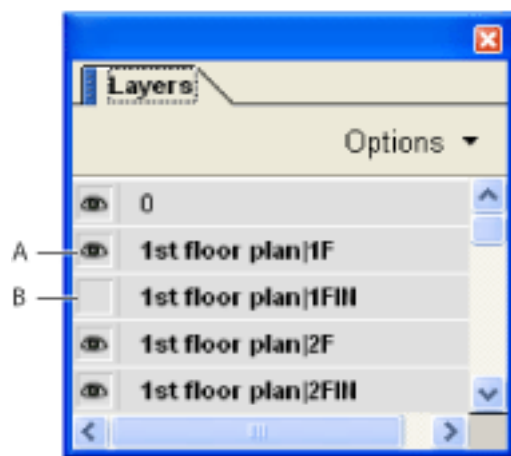 Layers
Options
0
A 1st floor plan|1F
B 1st floor plan|1FIN
1st floor plan|2F
1st floor plan|2FIN